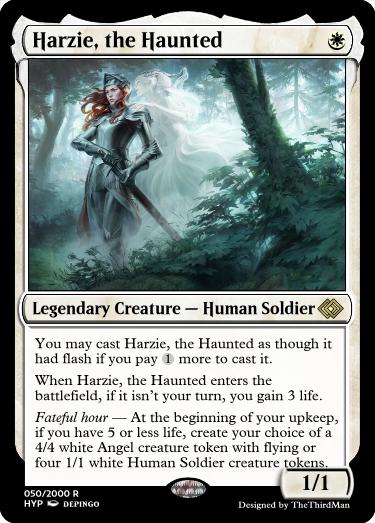 Harzie, the Haunted
Legendary Creature — Human Soldier
You may cast Harzie, the Haunted as though it
had flash if you pay 1 more to cast it.
When Harzie, the Haunted enters the
battlefield, if it isn't your turn, you gain 3 life.
Fateful hour — At the beginning of your upkeep,
if you have 5 or less life, create your choice of a
4/4 white Angel creature token with flying or
four 1/1 white Human Soldier creature tokens.
1/1
050/2000 R
HYP DEPINGO
Designed by TheThirdMan